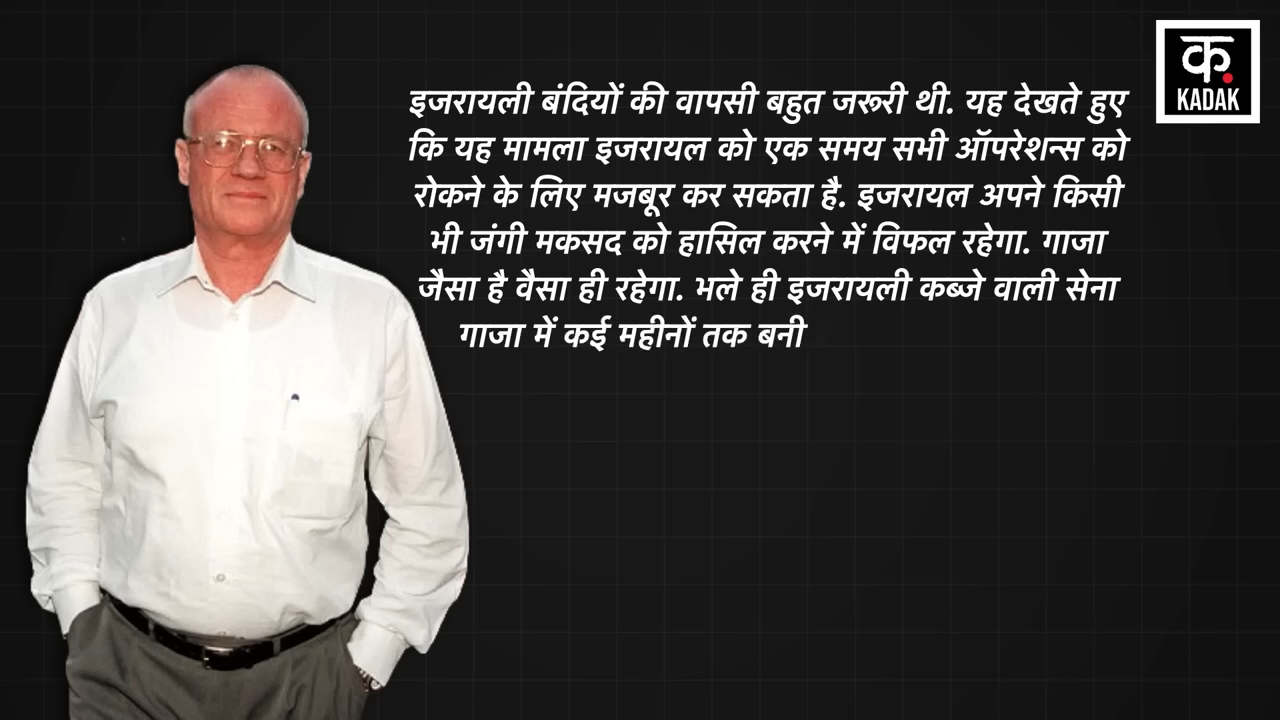 इजरायली बंदियों की वापसी बहुत जरूरी थी. यह देखते हुए
कि यह मामला इजरायल को एक समय सभी ऑपरेशन्स को
रोकने के लिए मजबूर कर सकता है. इजरायल अपने किसी
भी जंगी मकसद को हासिल करने में विफल रहेगा. गाजा
जैसा है वैसा ही रहेगा. भले ही इजरायली कब्जे वाली सेना
गाजा में कई महीनों तक बनी
क.
KADAK